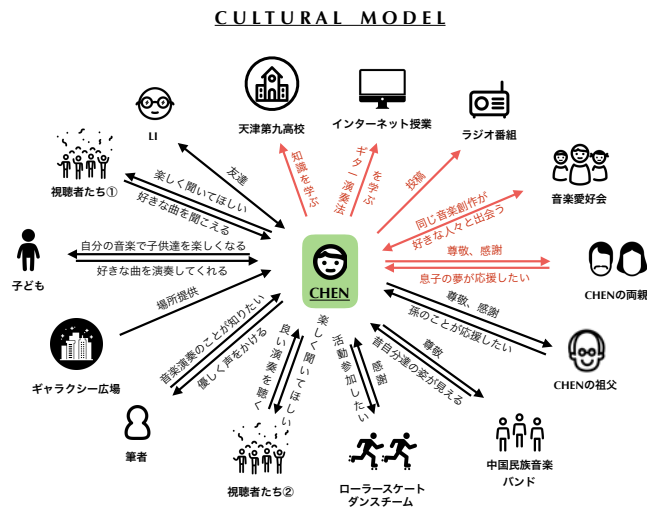 CULTURAL MODEL
LI
天津第九高校
インターネット授業
ラジオ番組
音楽愛好会
CHENの両親
CHENの祖父
中国民族音楽
バンド
ローラースケート
ダンスチーム
視聴者たち②
筆者
ギャラクシー広場
子ども
視聴者たち①
CHEN
友達
知識を学ぶ
ギター演奏法
を学ぶ
投稿
同じ音楽創作が
好きな人々と出会う
尊敬、感謝
息子の夢が応援したい
尊敬、感謝
孫のことが応援したい
尊敬
昔自分達の姿が見える
感謝
活動参加したい
楽しく聞いてほしい
良い演奏を聴く
音楽演奏のことが知りたい
優しく声をかける
場所提供
自分の音楽で子供達を楽しくなる
好きな曲を演奏してくれる
楽しく聞いてほしい
好きな曲を聞こえる